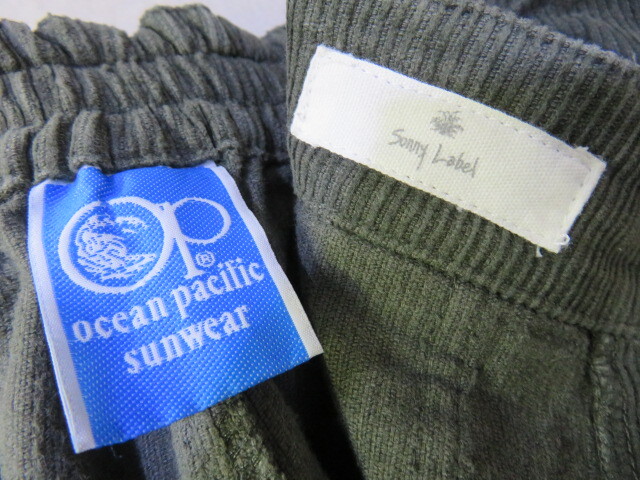 Op®
ocean pacific
sunwear
Sonny Label